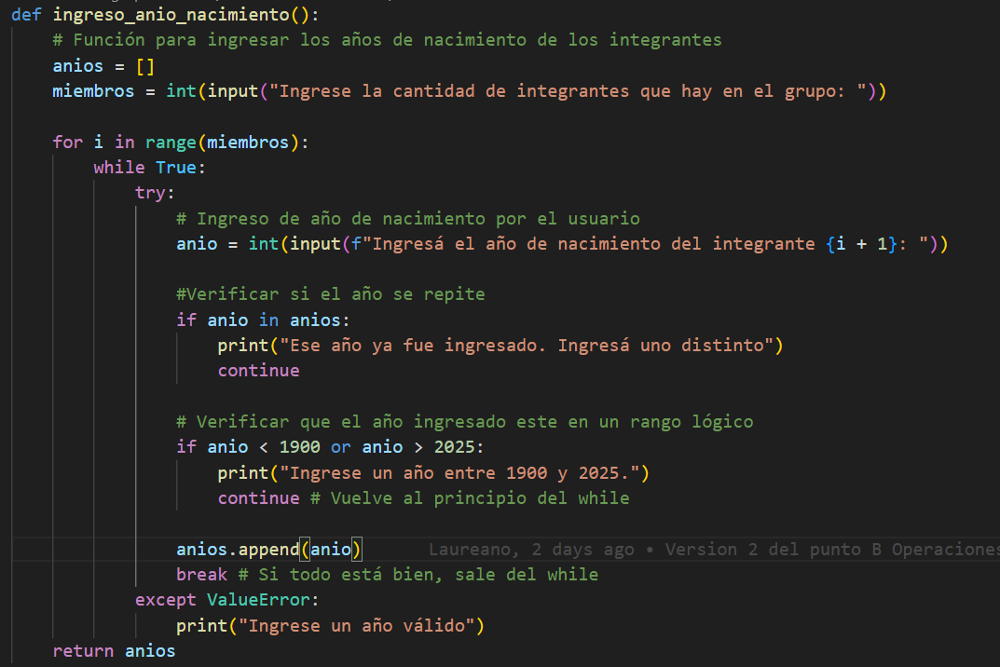 def ingreso_anio_nacimiento():
    # Función para ingresar los años de nacimiento de los integrantes
    anios = []
    miembros = int(input("Ingrese la cantidad de integrantes que hay en el grupo: "))

    for i in range(miembros):
        while True:
            try:
                # Ingreso de año de nacimiento por el usuario
                anio = int(input(f"Ingresá el año de nacimiento del integrante {i + 1}: "))

                #Verificar si el año se repite
                if anio in anios:
                    print("Ese año ya fue ingresado. Ingresá uno distinto")
                    continue

                # Verificar que el año ingresado este en un rango lógico
                if anio < 1900 or anio > 2025:
                    print("Ingrese un año entre 1900 y 2025.")
                    continue # Vuelve al principio del while

                anios.append(anio)     Laureano, 2 days ago • Version 2 del punto B Operaciones
                break # Si todo está bien, sale del while
            except ValueError:
                print("Ingrese un año válido")
    return anios